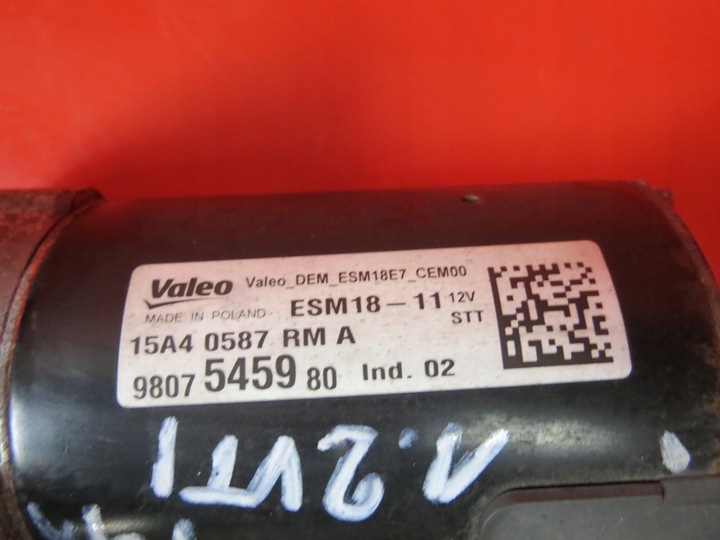 Valeo Valeo_DEM_ESM18E7_CEM00
MADE IN POLAND- ESM18-11 12V
STT
15A4 0587 RM A
9807 5459 80 Ind. 02
1.2VTI